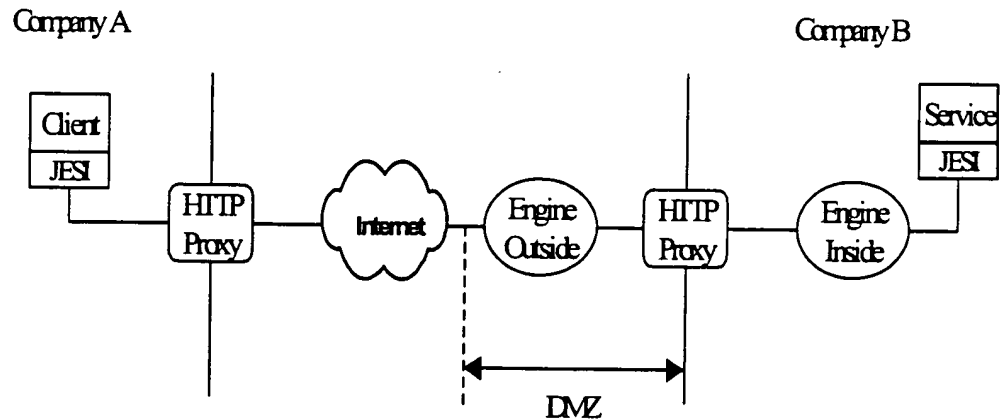 Company A
Company B
Client
JESI
HTTP
Proxy
Internet
Engine
Outside
HTTP
Proxy
Engine
Inside
Service
JESI
DMZ